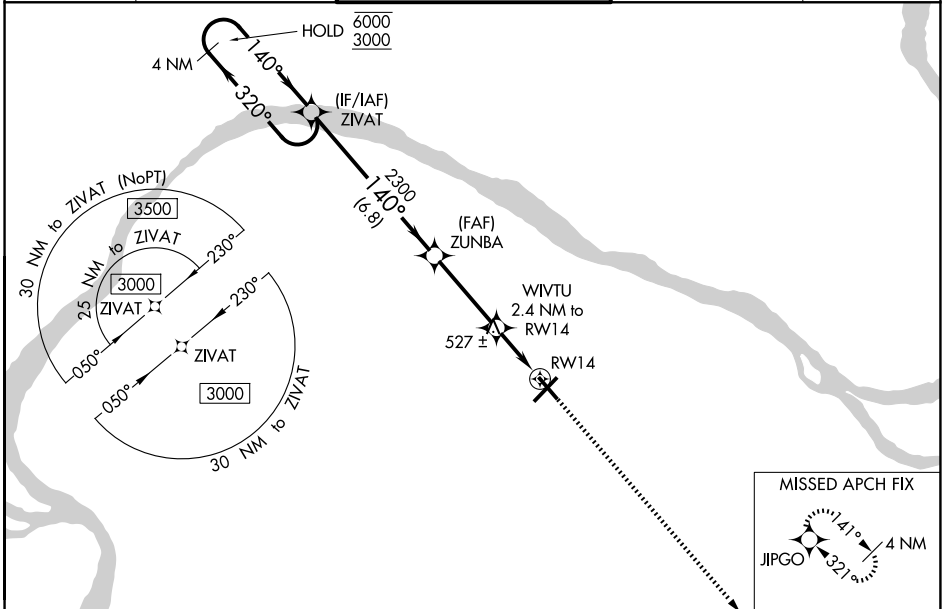 HOLD 6000
3000
4 NM
140°
320°
(IF/IAF)
ZIVAT
30 NM to ZIVAT (NoPT)
3500
25 NM to ZIVAT
230°
3000
ZIVAT
050°
230°
ZIVAT
050°
3000
30 NM to ZIVAT
2300
140°
(6.8)
(FAF)
ZUNBA
WIVTU
2.4 NM to
RW14
527 ±
RW14
MISSED APCH FIX
141°
4 NM
JIPGO
321°